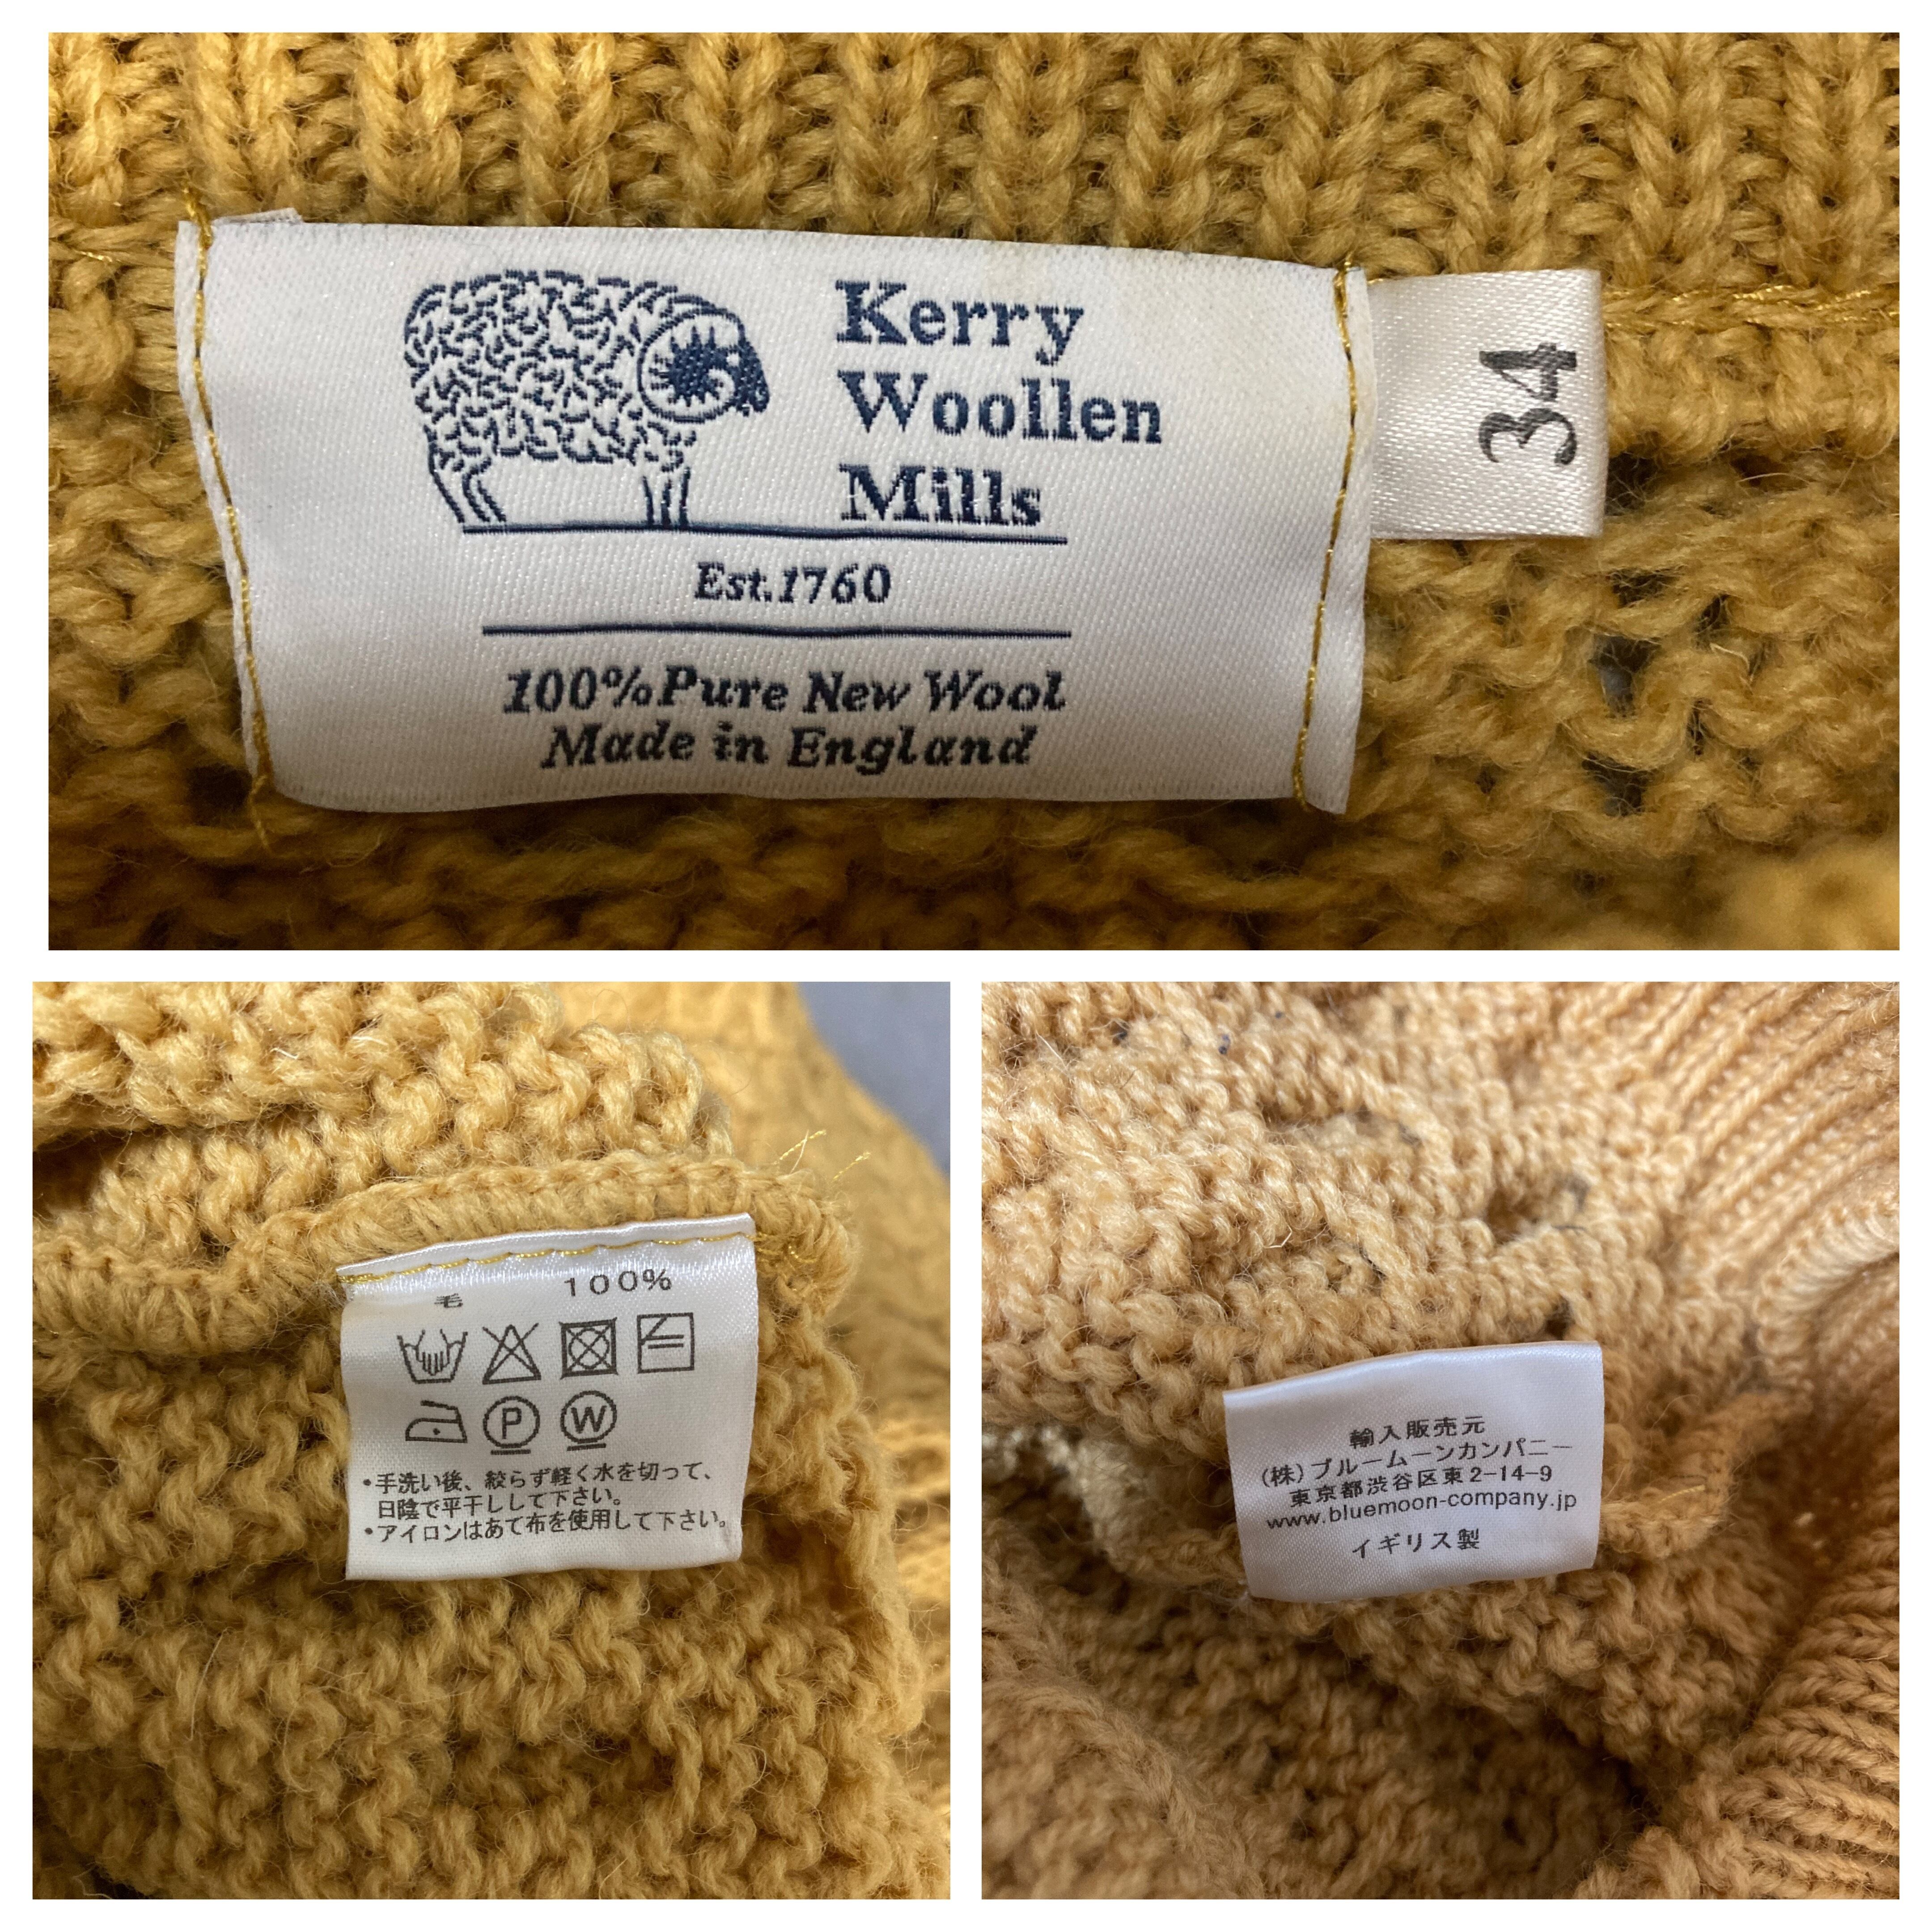 Kerry
Woollen
Mills
Est.1760
100%Pure New Wool
Made in England
34
毛 100%
P W
・手洗い後、絞らず軽く水を切って、
日陰で平干しして下さい。
・アイロンはあて布を使用して下さい。
輸入販売元
(株)ブルームーンカンパニー
東京都渋谷区東2-14-9
www.bluemoon-company.jp
イギリス製